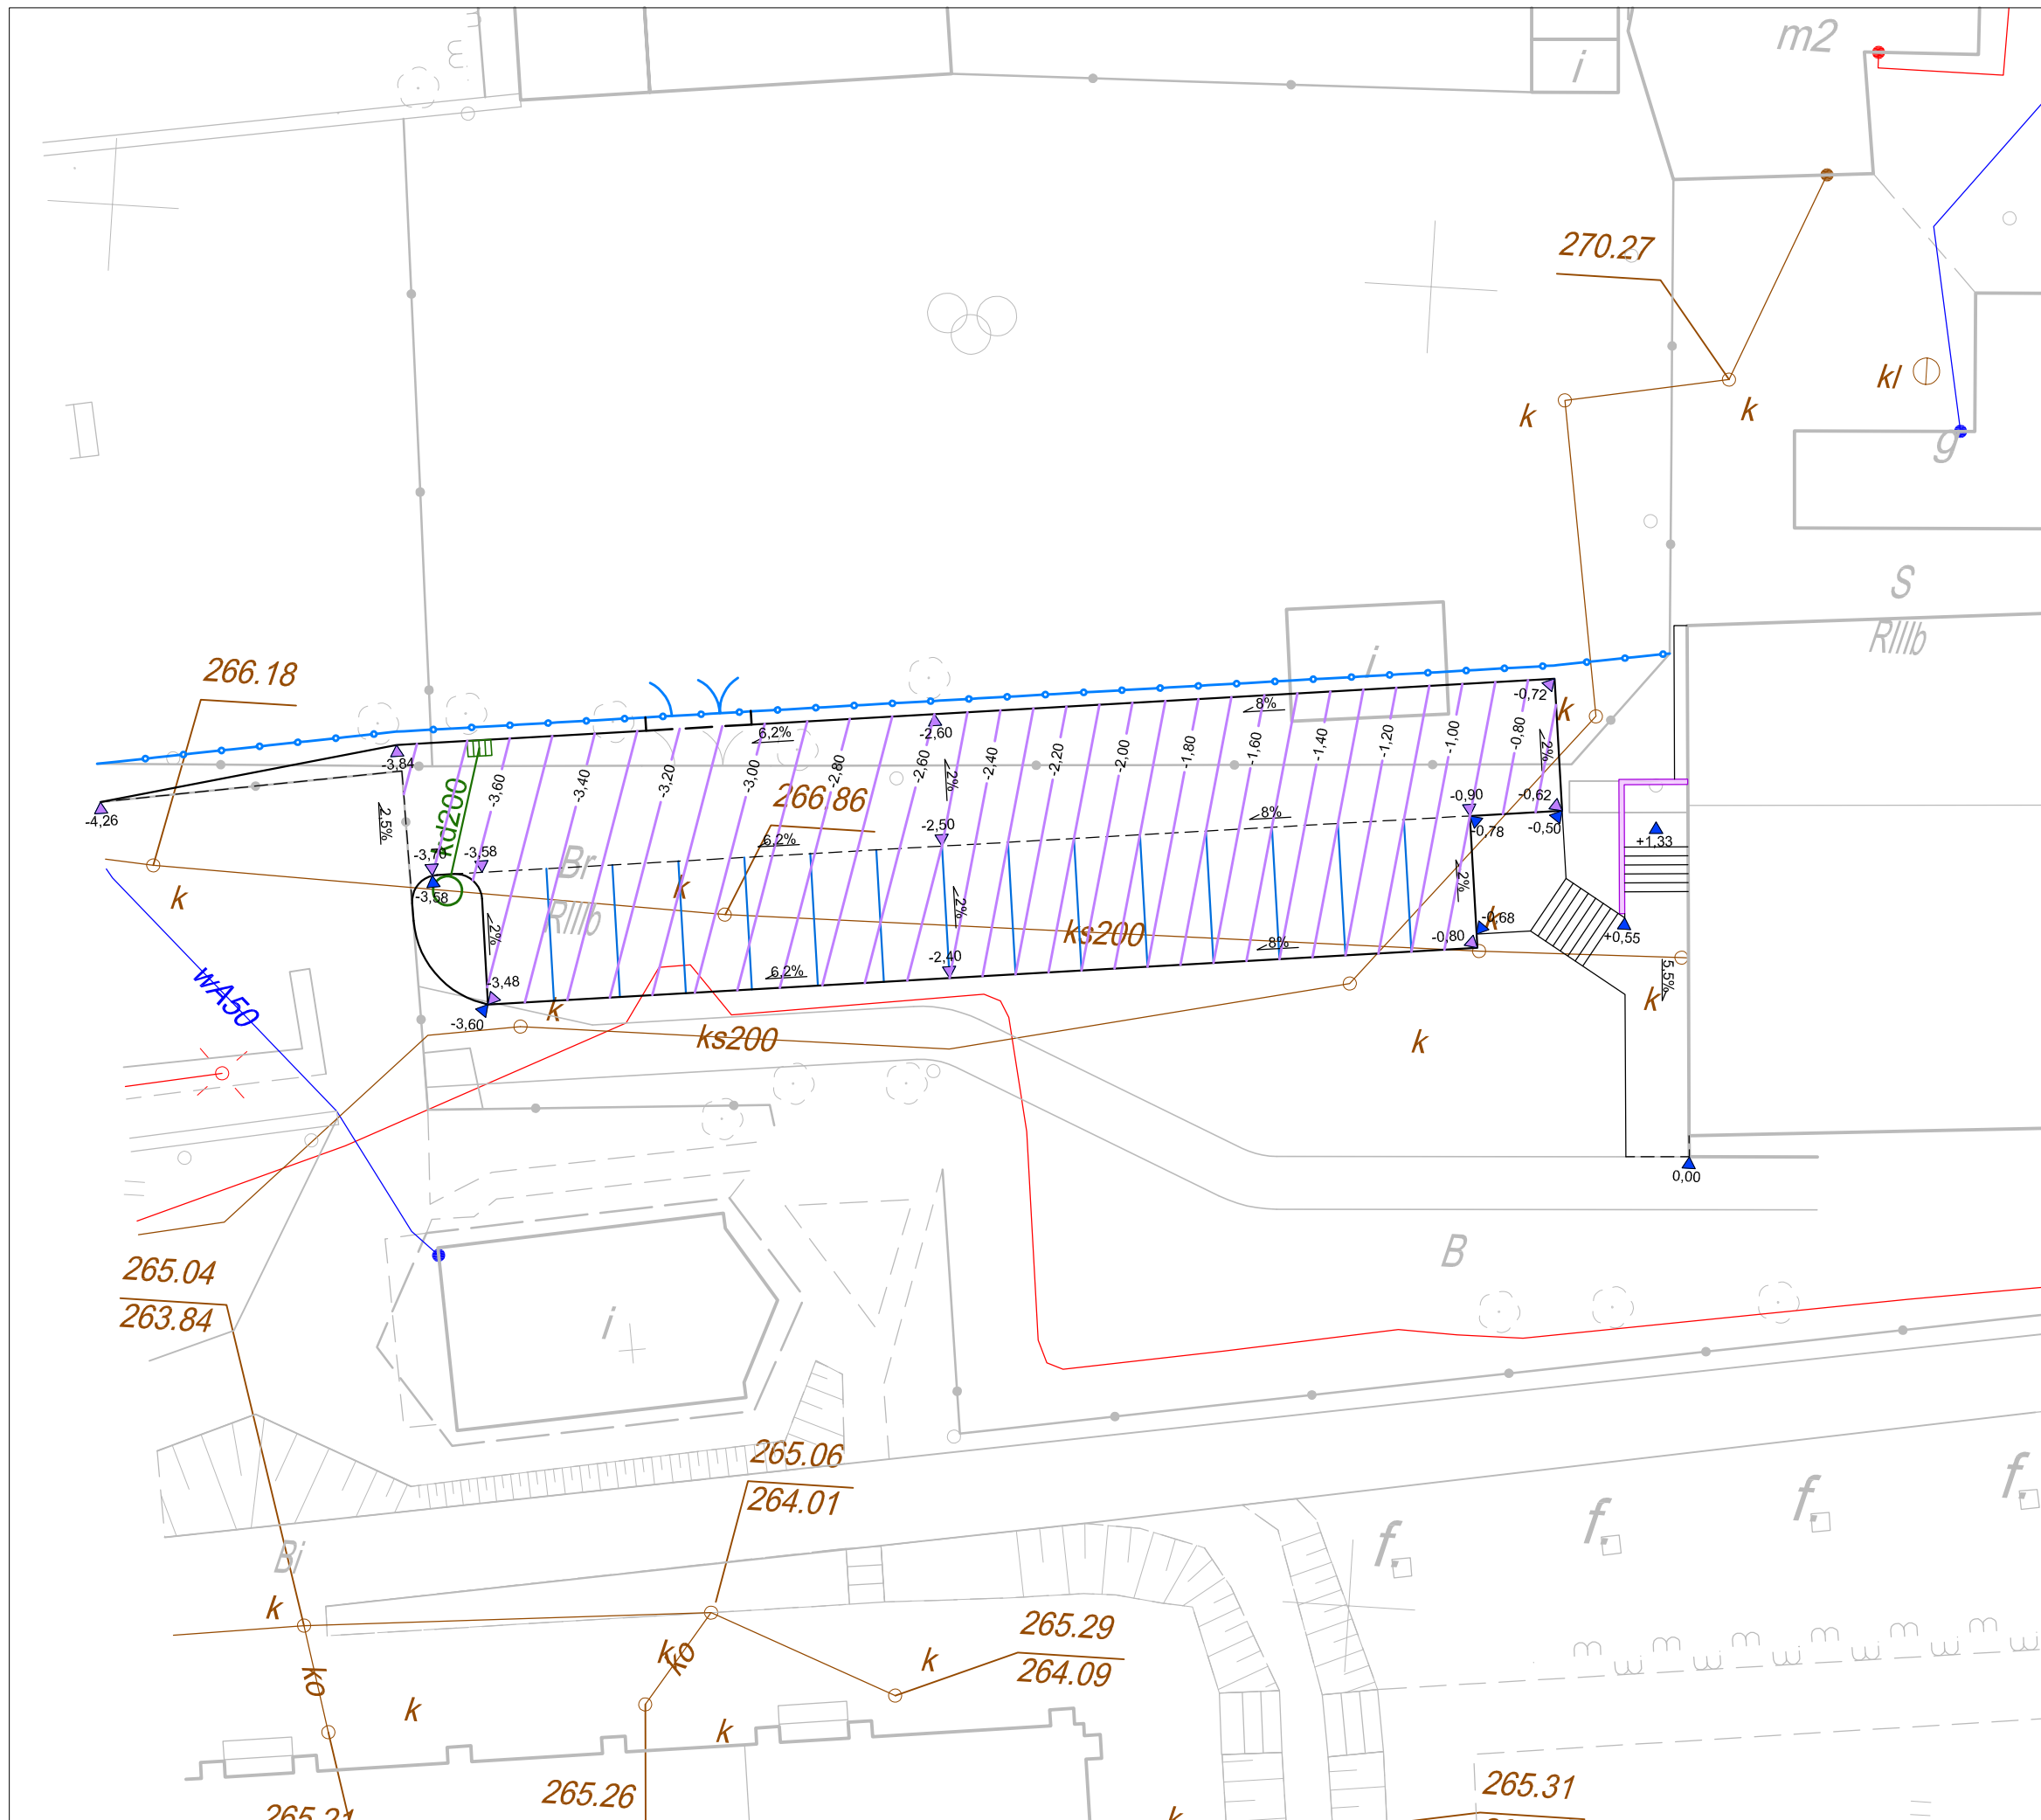 m2
i
270.27
k
k
kl
g
S
RIIIb
i
266.18
-0,72
k
8%
6,2%
-2,60
-3,84
-3,60
-3,40
-3,20
-3,00
-2,80
-2,60
2%
-2,40
-2,20
-2,00
-1,80
-1,60
-1,40
-1,20
-1,00
-0,80
2%
266.86
-0,90
-0,62
-4,26
2,5%
kd200
8%
-0,50
-2,50
-0,78
+1,33
6,2%
-3,70
-3,58
Br
k
-3,58
k
RIIIb
2%
2%
2%
-0,68
k
ks200
-0,80
+0,55
8%
-2,40
6,2%
5,5%
-3,48
wA50
-3,60
k
k
ks200
k
0,00
B
265.04
263.84
i
265.06
264.01
f.
f.
f.
f.
Bi
k
265.29
264.09
k
ko
k
ko
k
k
265.26
265.31
265.21
k